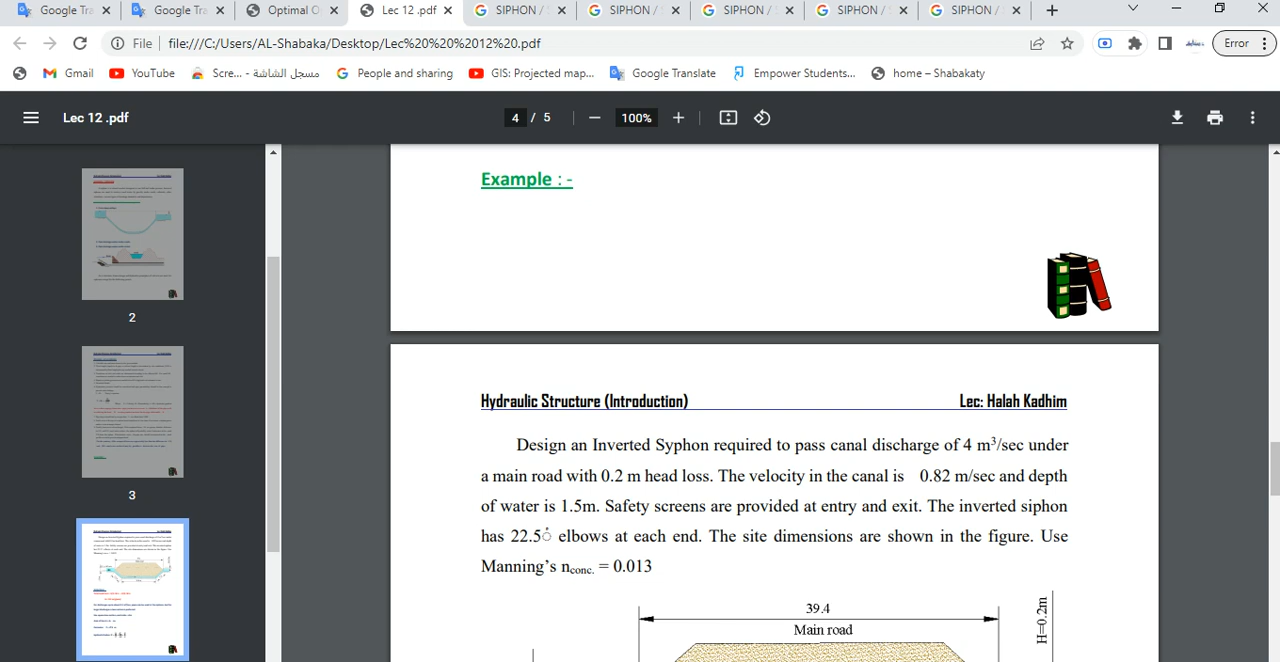 Google Tra
Google Tra
Optimal O
Lec 12 .pdf
SIPHON /
SIPHON /
SIPHON /
SIPHON /
SIPHON /
File
file:///C:/Users/AL-Shabaka/Desktop/Lec%20%20%2012%20.pdf
Error
Gmail
YouTube
Scre... - مسجل الشاشة
People and sharing
GIS: Projected map...
Google Translate
Empower Students...
home – Shabakaty
Lec 12 .pdf
4 / 5
100%
2
3
Example : -
Hydraulic Structure (Introduction)
Lec: Halah Kadhim
Design an Inverted Syphon required to pass canal discharge of 4 m³/sec under
a main road with 0.2 m head loss. The velocity in the canal is 0.82 m/sec and depth
of water is 1.5m. Safety screens are provided at entry and exit. The inverted siphon
has 22.5° elbows at each end. The site dimensions are shown in the figure. Use
Manning's nconc. = 0.013
39.4
Main road
H=0.2m